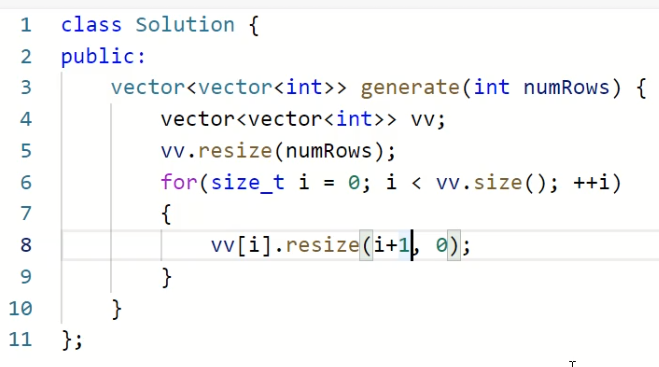 1 class Solution {
2 public:
3     vector<vector<int>> generate(int numRows) {
4         vector<vector<int>> vv;
5         vv.resize(numRows);
6         for(size_t i = 0; i < vv.size(); ++i)
7         {
8             vv[i].resize(i+1, 0);
9         }
10     }
11 };